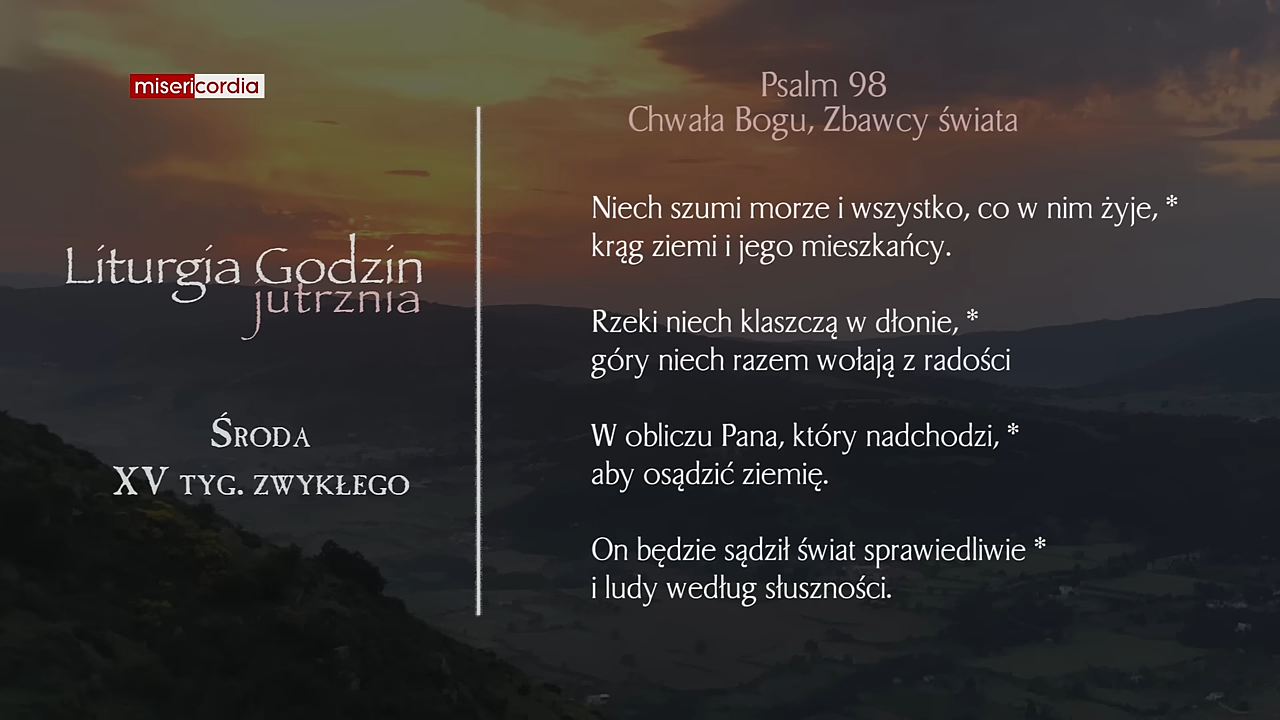 misericordia
Liturgia Godzin
jutrznia
Środa
XV tyg. zwykłego
Psalm 98
Chwała Bogu, Zbawcy świata
Niech szumi morze i wszystko, co w nim żyje, *
krąg ziemi i jego mieszkańcy.
Rzeki niech klaszczą w dłonie, *
góry niech razem wołają z radości
W obliczu Pana, który nadchodzi, *
aby osądzić ziemię.
On będzie sądził świat sprawiedliwie *
i ludy według słuszności.